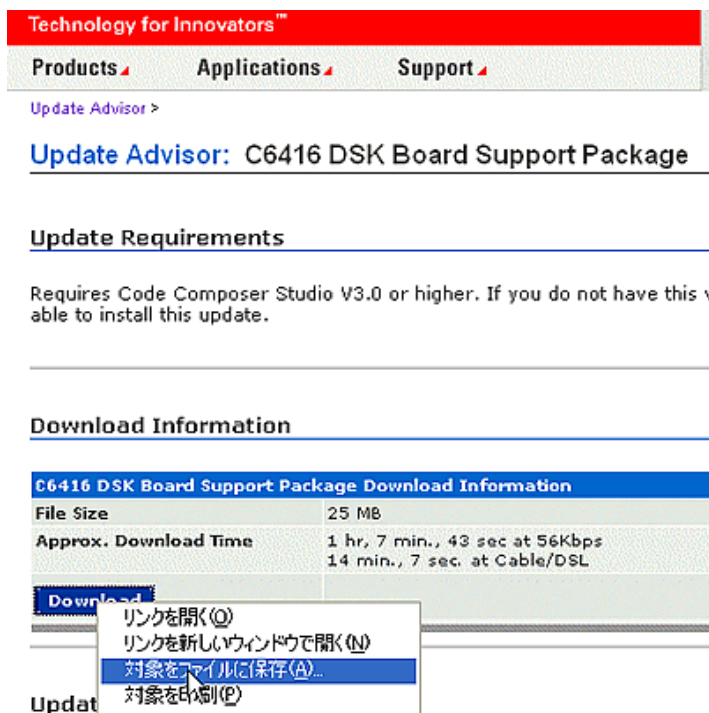 Technology for Innovators™
Products Applications Support
Update Advisor >
Update Advisor: C6416 DSK Board Support Package
Update Requirements
Requires Code Composer Studio V3.0 or higher. If you do not have this
able to install this update.
Download Information
C6416 DSK Board Support Package Download Information
File Size 25 MB
Approx. Download Time 1 hr, 7 min., 43 sec at 56Kbps
14 min., 7 sec. at Cable/DSL
Download
リンクを開く(O)
リンクを新しいウィンドウで開く(N)
対象をファイルに保存(A)...
対象を印刷(P)
Updat